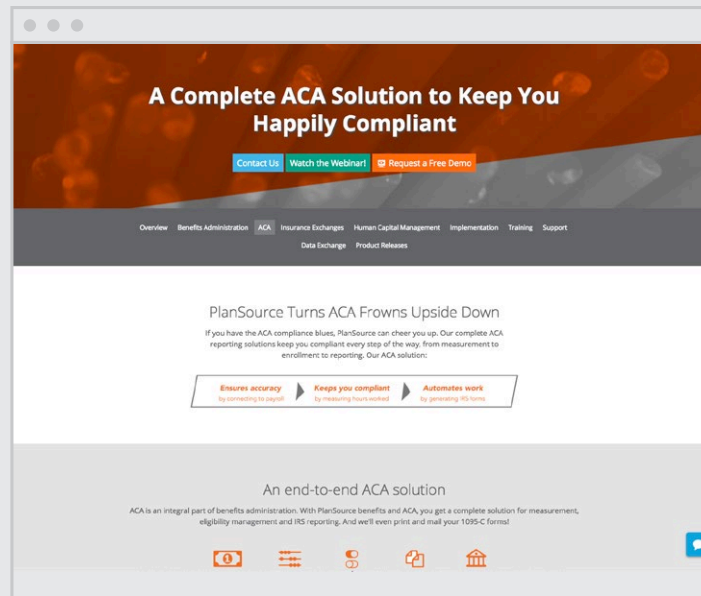 A Complete ACA Solution to Keep You
Happily Compliant
Contact Us Watch the Webinar! Request a Free Demo
Overview Benefits Administration ACA Insurance Exchanges Human Capital Management Implementation Training Support
Data Exchange Product Releases
PlanSource Turns ACA Frowns Upside Down
If you have the ACA compliance blues, PlanSource can cheer you up. Our complete ACA
reporting solutions keep you compliant every step of the way, from measurement to
enrollment to reporting. Our ACA solution:
Ensures accuracy Keeps you compliant Automates work
by connecting to payroll by measuring hours worked by generating IRS forms
An end-to-end ACA solution
ACA is an integral part of benefits administration. With PlanSource benefits and ACA, you get a complete solution for measurement,
eligibility management and IRS reporting. And we'll even print and mail your 1095-C forms!